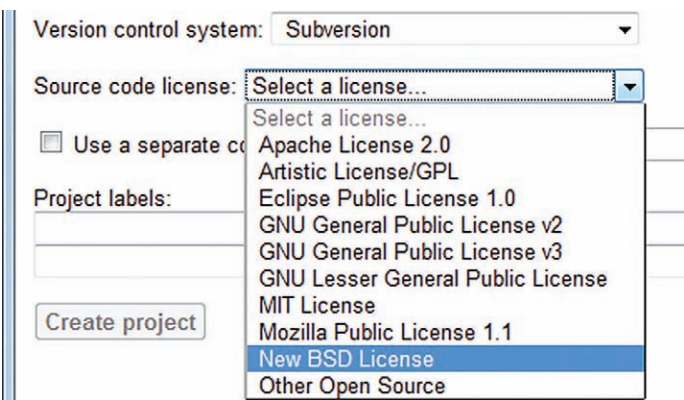 Version control system: Subversion
Source code license: Select a license...
Select a license...
Use a separate
Apache License 2.0
Artistic License/GPL
Project labels:
Eclipse Public License 1.0
GNU General Public License v2
GNU General Public License v3
GNU Lesser General Public License
MIT License
Create project
Mozilla Public License 1.1
New BSD License
Other Open Source